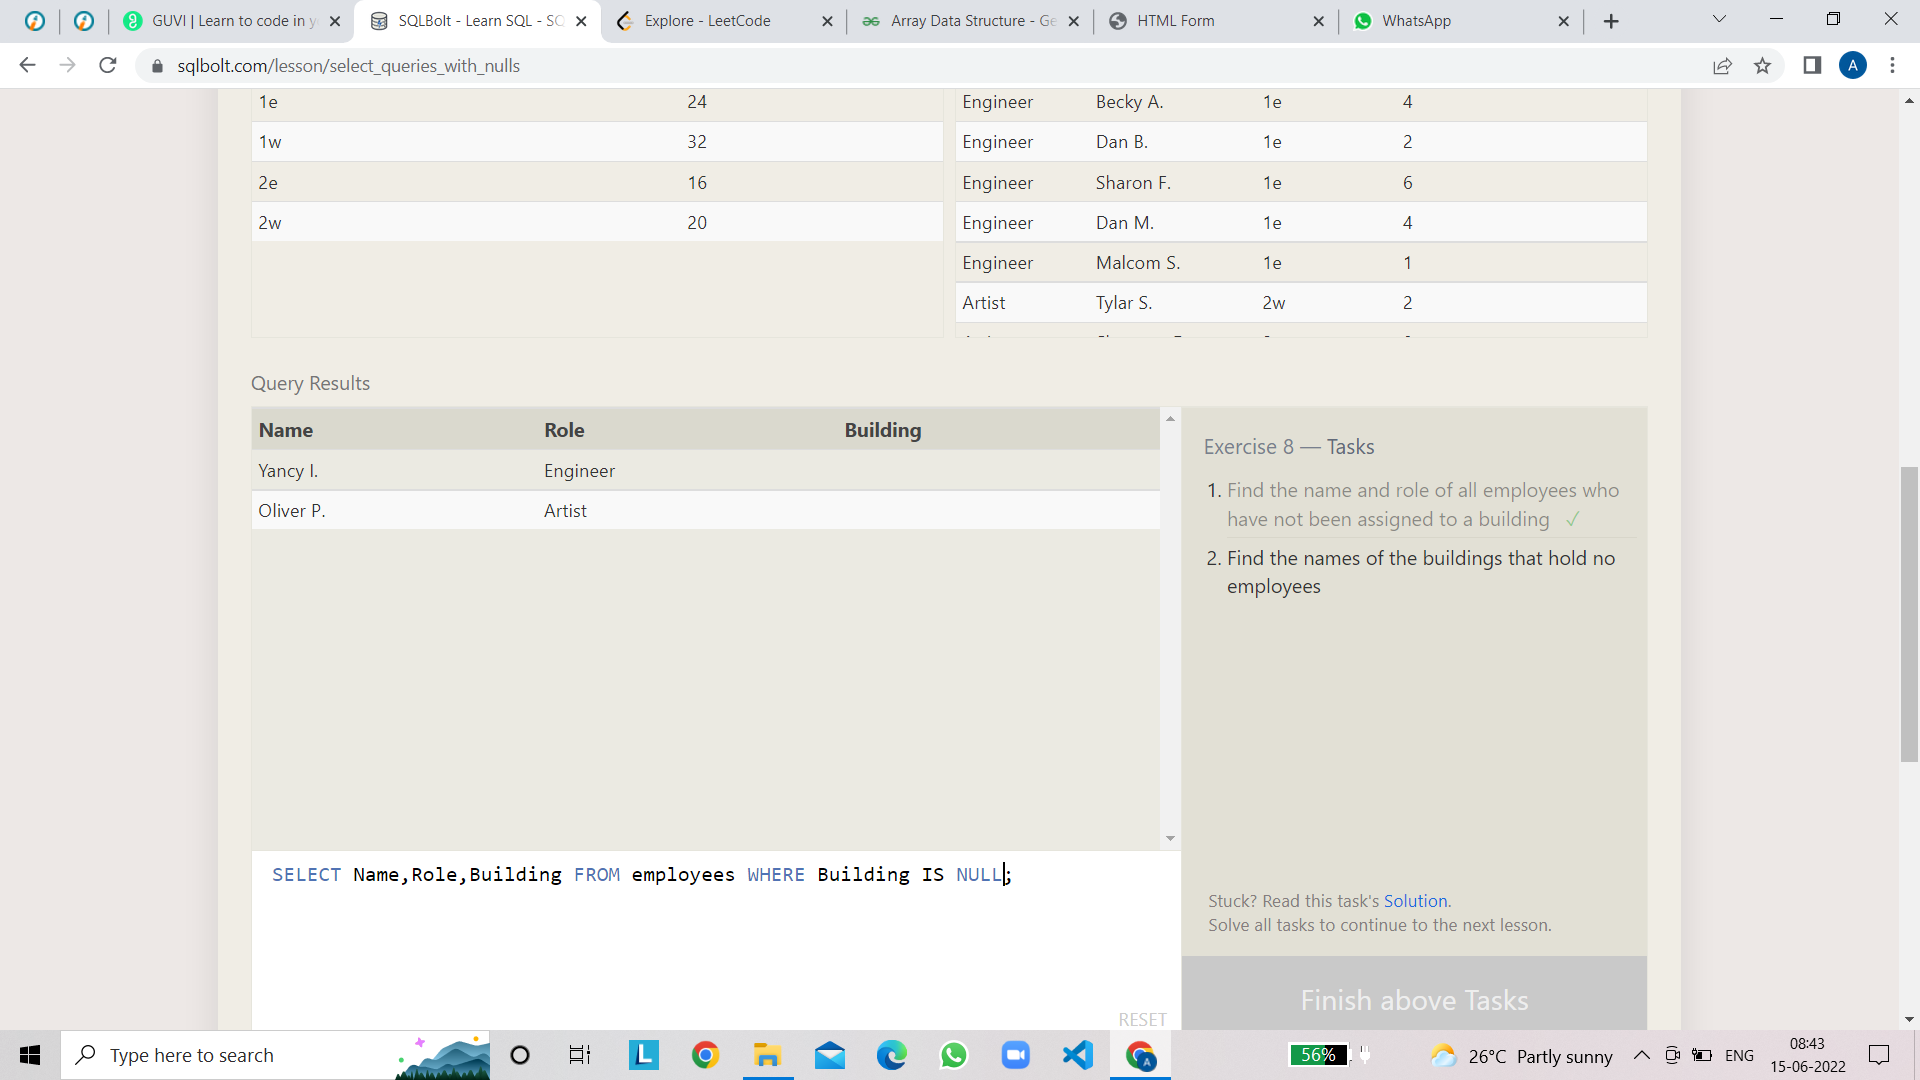 GUVI | Learn to code in y
SQLBolt - Learn SQL - SQ
Explore - LeetCode
Array Data Structure - Ge
HTML Form
WhatsApp
sqlbolt.com/lesson/select_queries_with_nulls
A
1e 24
1w 32
2e 16
2w 20
Engineer Becky A. 1e 4
Engineer Dan B. 1e 2
Engineer Sharon F. 1e 6
Engineer Dan M. 1e 4
Engineer Malcom S. 1e 1
Artist Tylar S. 2w 2
Query Results
Name Role Building
Yancy I. Engineer
Oliver P. Artist
Exercise 8 — Tasks
1. Find the name and role of all employees who
have not been assigned to a building ✓
2. Find the names of the buildings that hold no
employees
SELECT Name,Role,Building FROM employees WHERE Building IS NULL;
Stuck? Read this task's Solution.
Solve all tasks to continue to the next lesson.
RESET
Finish above Tasks
Type here to search
L
A
56%
26°C Partly sunny
ENG
08:43
15-06-2022